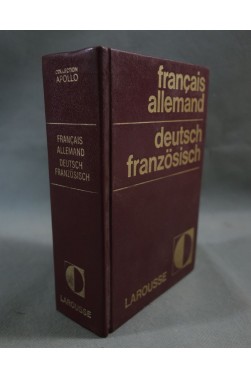 COLLECTION
APOLLO
FRANÇAIS
ALLEMAND
DEUTSCH
FRANZÖSISCH
LAROUSSE
français
allemand
deutsch
französisch
LAROUSSE